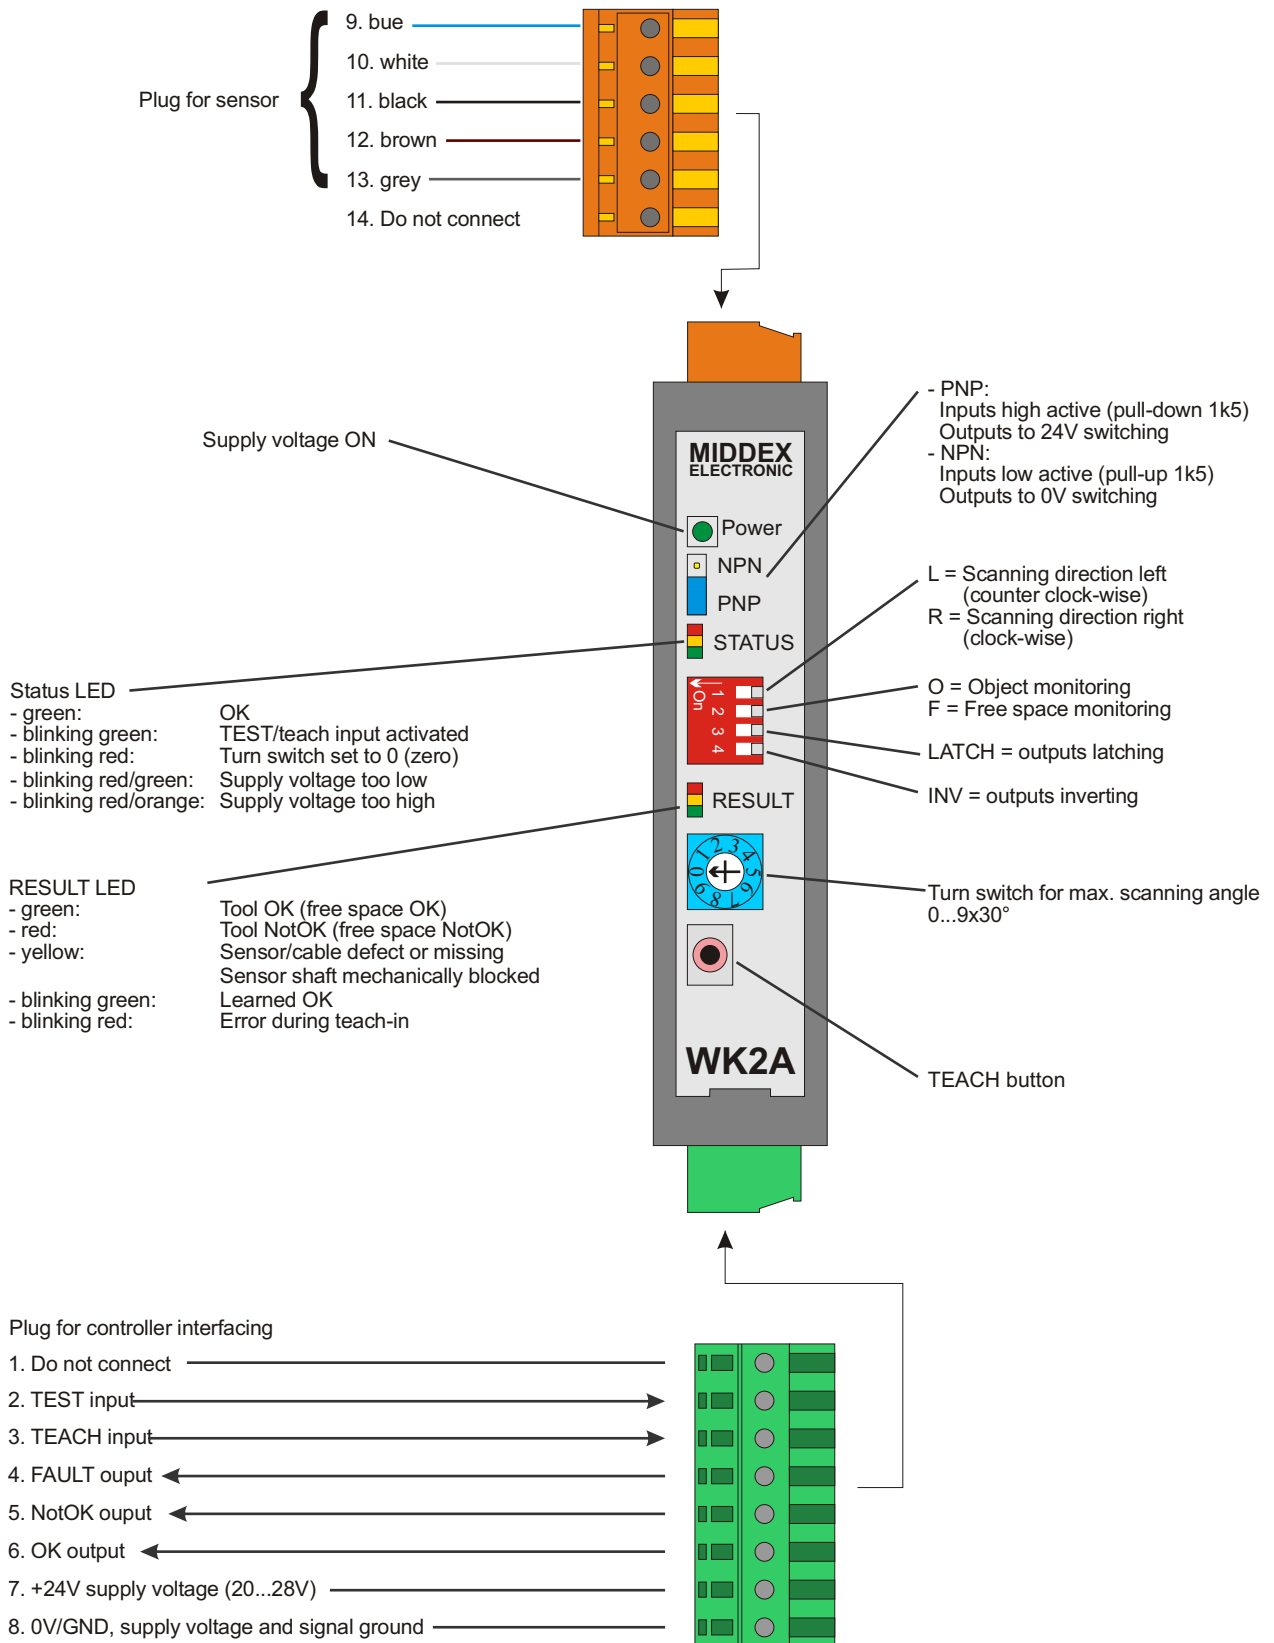 9. bue
10. white
11. black
12. brown
13. grey
14. Do not connect
Plug for sensor
- PNP:
Inputs high active (pull-down 1k5)
Outputs to 24V switching
- NPN:
Inputs low active (pull-up 1k5)
Outputs to 0V switching
Supply voltage ON
MIDDEX
ELECTRONIC
Power
NPN
PNP
STATUS
L = Scanning direction left
(counter clock-wise)
R = Scanning direction right
(clock-wise)
Status LED
- green: OK
- blinking green: TEST/teach input activated
- blinking red: Turn switch set to 0 (zero)
- blinking red/green: Supply voltage too low
- blinking red/orange: Supply voltage too high
On
1
2
3
4
O = Object monitoring
F = Free space monitoring
LATCH = outputs latching
INV = outputs inverting
RESULT
0 1 2 3 4 5 6 7 8 9
Turn switch for max. scanning angle
0...9x30°
RESULT LED
- green: Tool OK (free space OK)
- red: Tool NotOK (free space NotOK)
- yellow: Sensor/cable defect or missing
Sensor shaft mechanically blocked
- blinking green: Learned OK
- blinking red: Error during teach-in
WK2A
TEACH button
Plug for controller interfacing
1. Do not connect
2. TEST input
3. TEACH input
4. FAULT ouput
5. NotOK ouput
6. OK output
7. +24V supply voltage (20...28V)
8. 0V/GND, supply voltage and signal ground